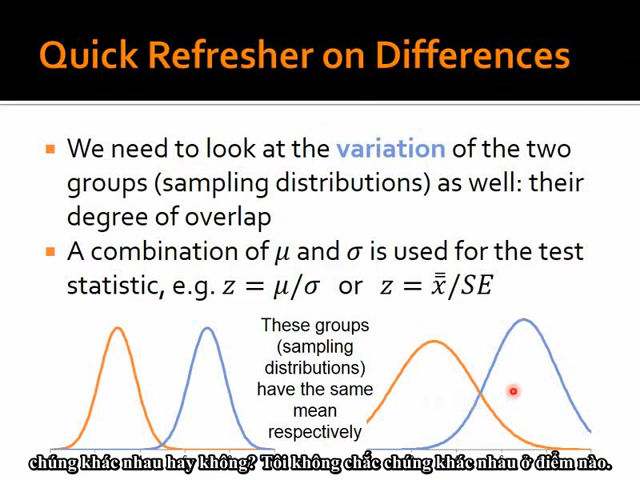 Quick Refresher on Differences
We need to look at the variation of the two
groups (sampling distributions) as well: their
degree of overlap
A combination of μ and σ is used for the test
statistic, e.g. z = μ/σ or z = x̿/SE
These groups
(sampling
distributions)
have the same
mean
respectively
chúng khác nhau hay không? Tôi không chắc chúng khác nhau ở điểm nào.